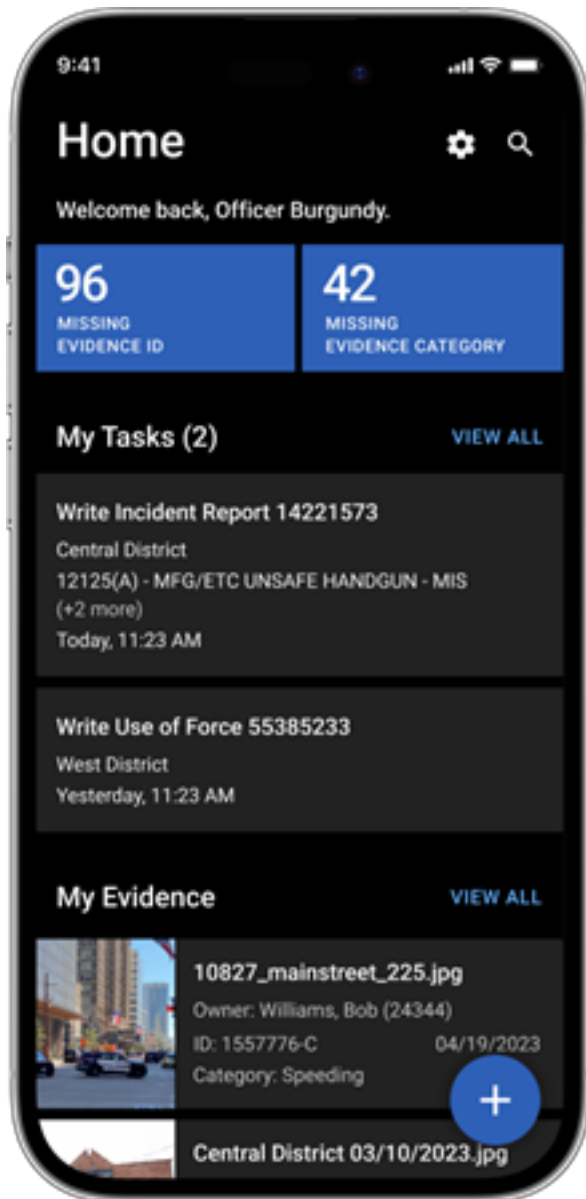 9:41
Home
Welcome back, Officer Burgundy.
96
MISSING
EVIDENCE ID
42
MISSING
EVIDENCE CATEGORY
My Tasks (2)
VIEW ALL
Write Incident Report 14221573
Central District
12125(A) - MFG/ETC UNSAFE HANDGUN - MIS
(+2 more)
Today, 11:23 AM
Write Use of Force 55385233
West District
Yesterday, 11:23 AM
My Evidence
VIEW ALL
10827_mainstreet_225.jpg
Owner: Williams, Bob (24344)
ID: 1557776-C
04/19/2023
Category: Speeding
+
Central District 03/10/2023.jpg